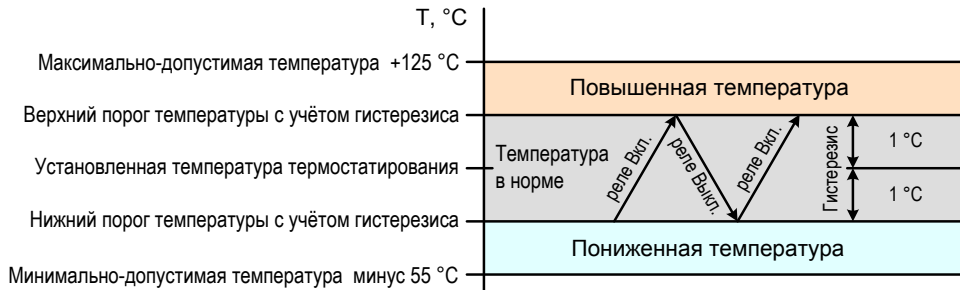 T, °C
Максимально-допустимая температура +125 °C
Повышенная температура
Верхний порог температуры с учётом гистерезиса
Температура
в норме
реле Вкл.
реле Выкл.
реле Вкл.
Гистерезис
1 °C
1 °C
Установленная температура термостатирования
Нижний порог температуры с учётом гистерезиса
Пониженная температура
Минимально-допустимая температура минус 55 °C